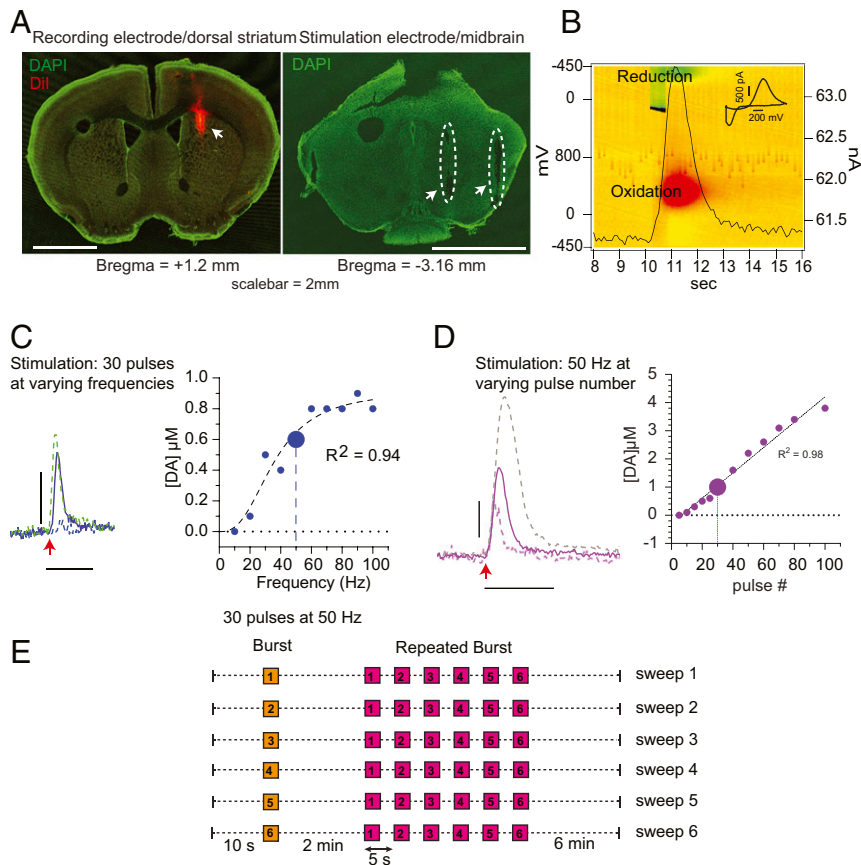 A
Recording electrode/dorsal striatum
Stimulation electrode/midbrain
DAPI
DiI
DAPI
Bregma = +1.2 mm
Bregma = -3.16 mm
scalebar = 2mm
B
-450
0
800
0
-450
mV
Reduction
Oxidation
500 pA
200 mV
63.0
62.5
62.0
61.5
nA
8 9 10 11 12 13 14 15 16
sec
C
Stimulation: 30 pulses
at varying frequencies
[DA] µM
1.0
0.8
0.6
0.4
0.2
0.0
R2 = 0.94
0 20 40 60 80 100
Frequency (Hz)
D
Stimulation: 50 Hz at
varying pulse number
[DA]µM
5
4
3
2
1
0
-1
R2 = 0.98
0 20 40 60 80 100
pulse #
E
30 pulses at 50 Hz
Burst
Repeated Burst
1 1 2 3 4 5 6 sweep 1
2 1 2 3 4 5 6 sweep 2
3 1 2 3 4 5 6 sweep 3
4 1 2 3 4 5 6 sweep 4
5 1 2 3 4 5 6 sweep 5
6 1 2 3 4 5 6 sweep 6
10 s
2 min
5 s
6 min